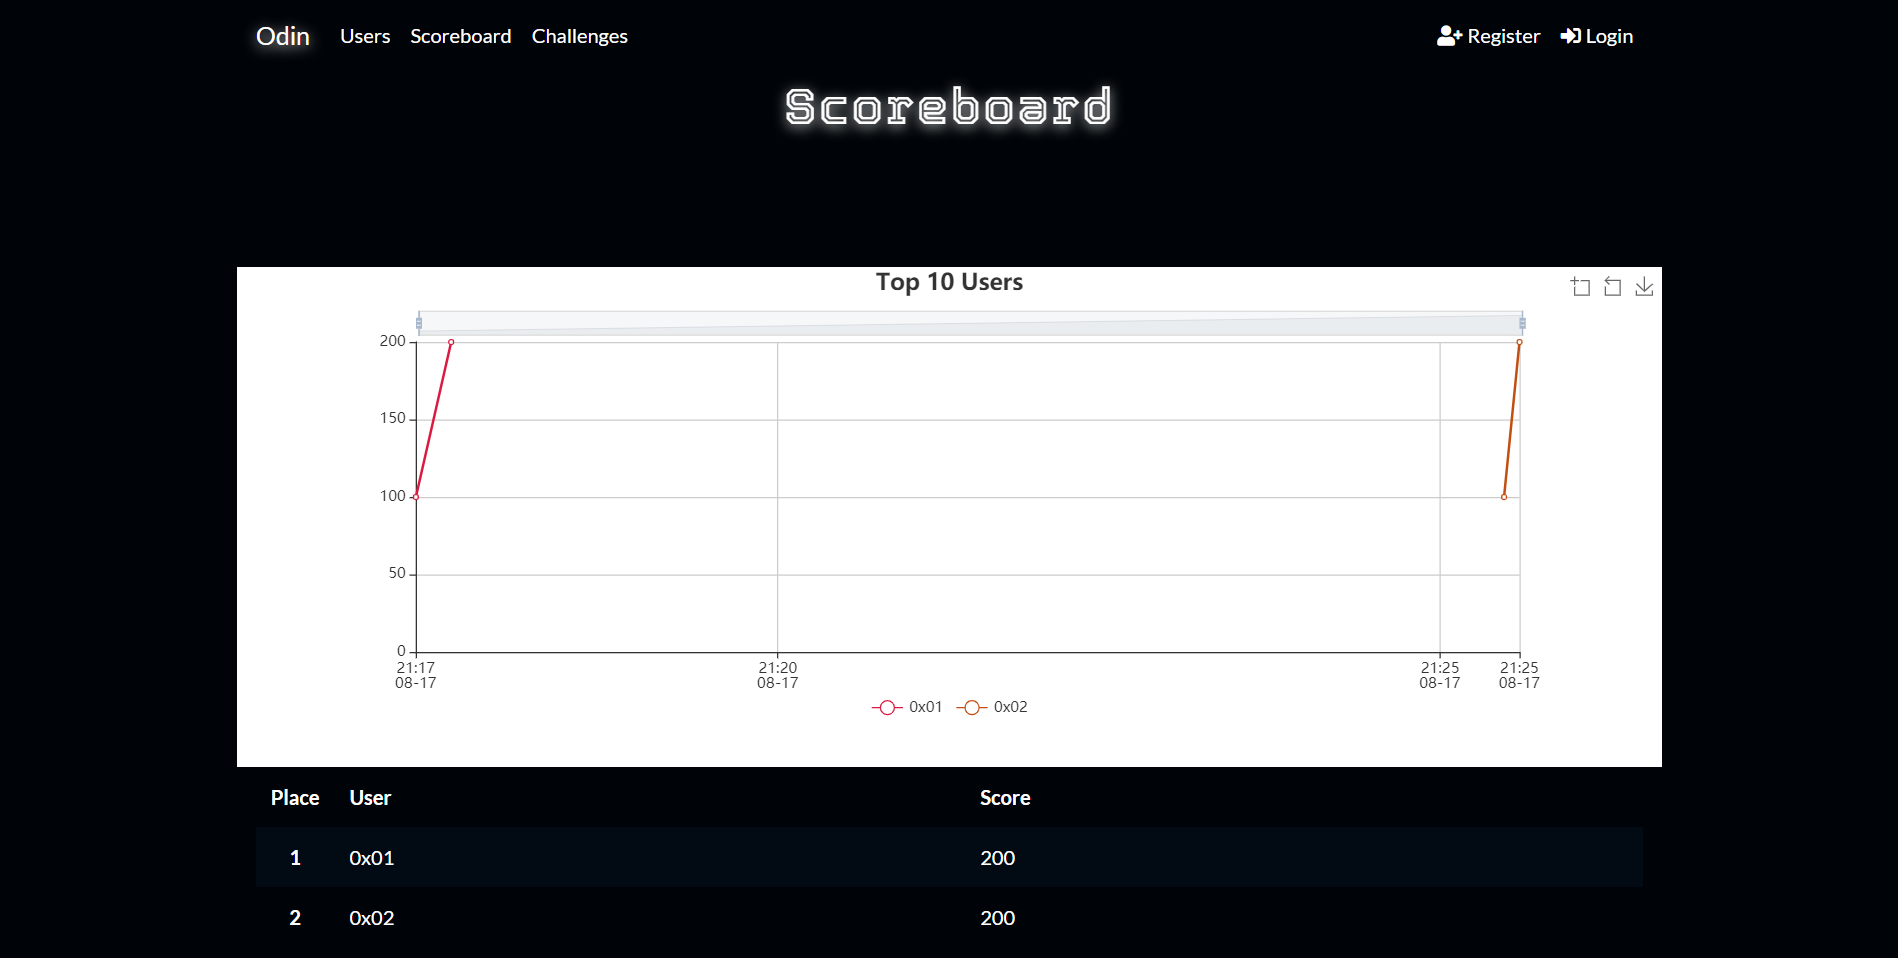 Odin Users Scoreboard Challenges Register Login
Scoreboard
Top 10 Users
200
150
100
50
0
21:17 21:20 21:25 21:25
08-17 08-17 08-17 08-17
0x01 0x02
Place User Score
1 0x01 200
2 0x02 200